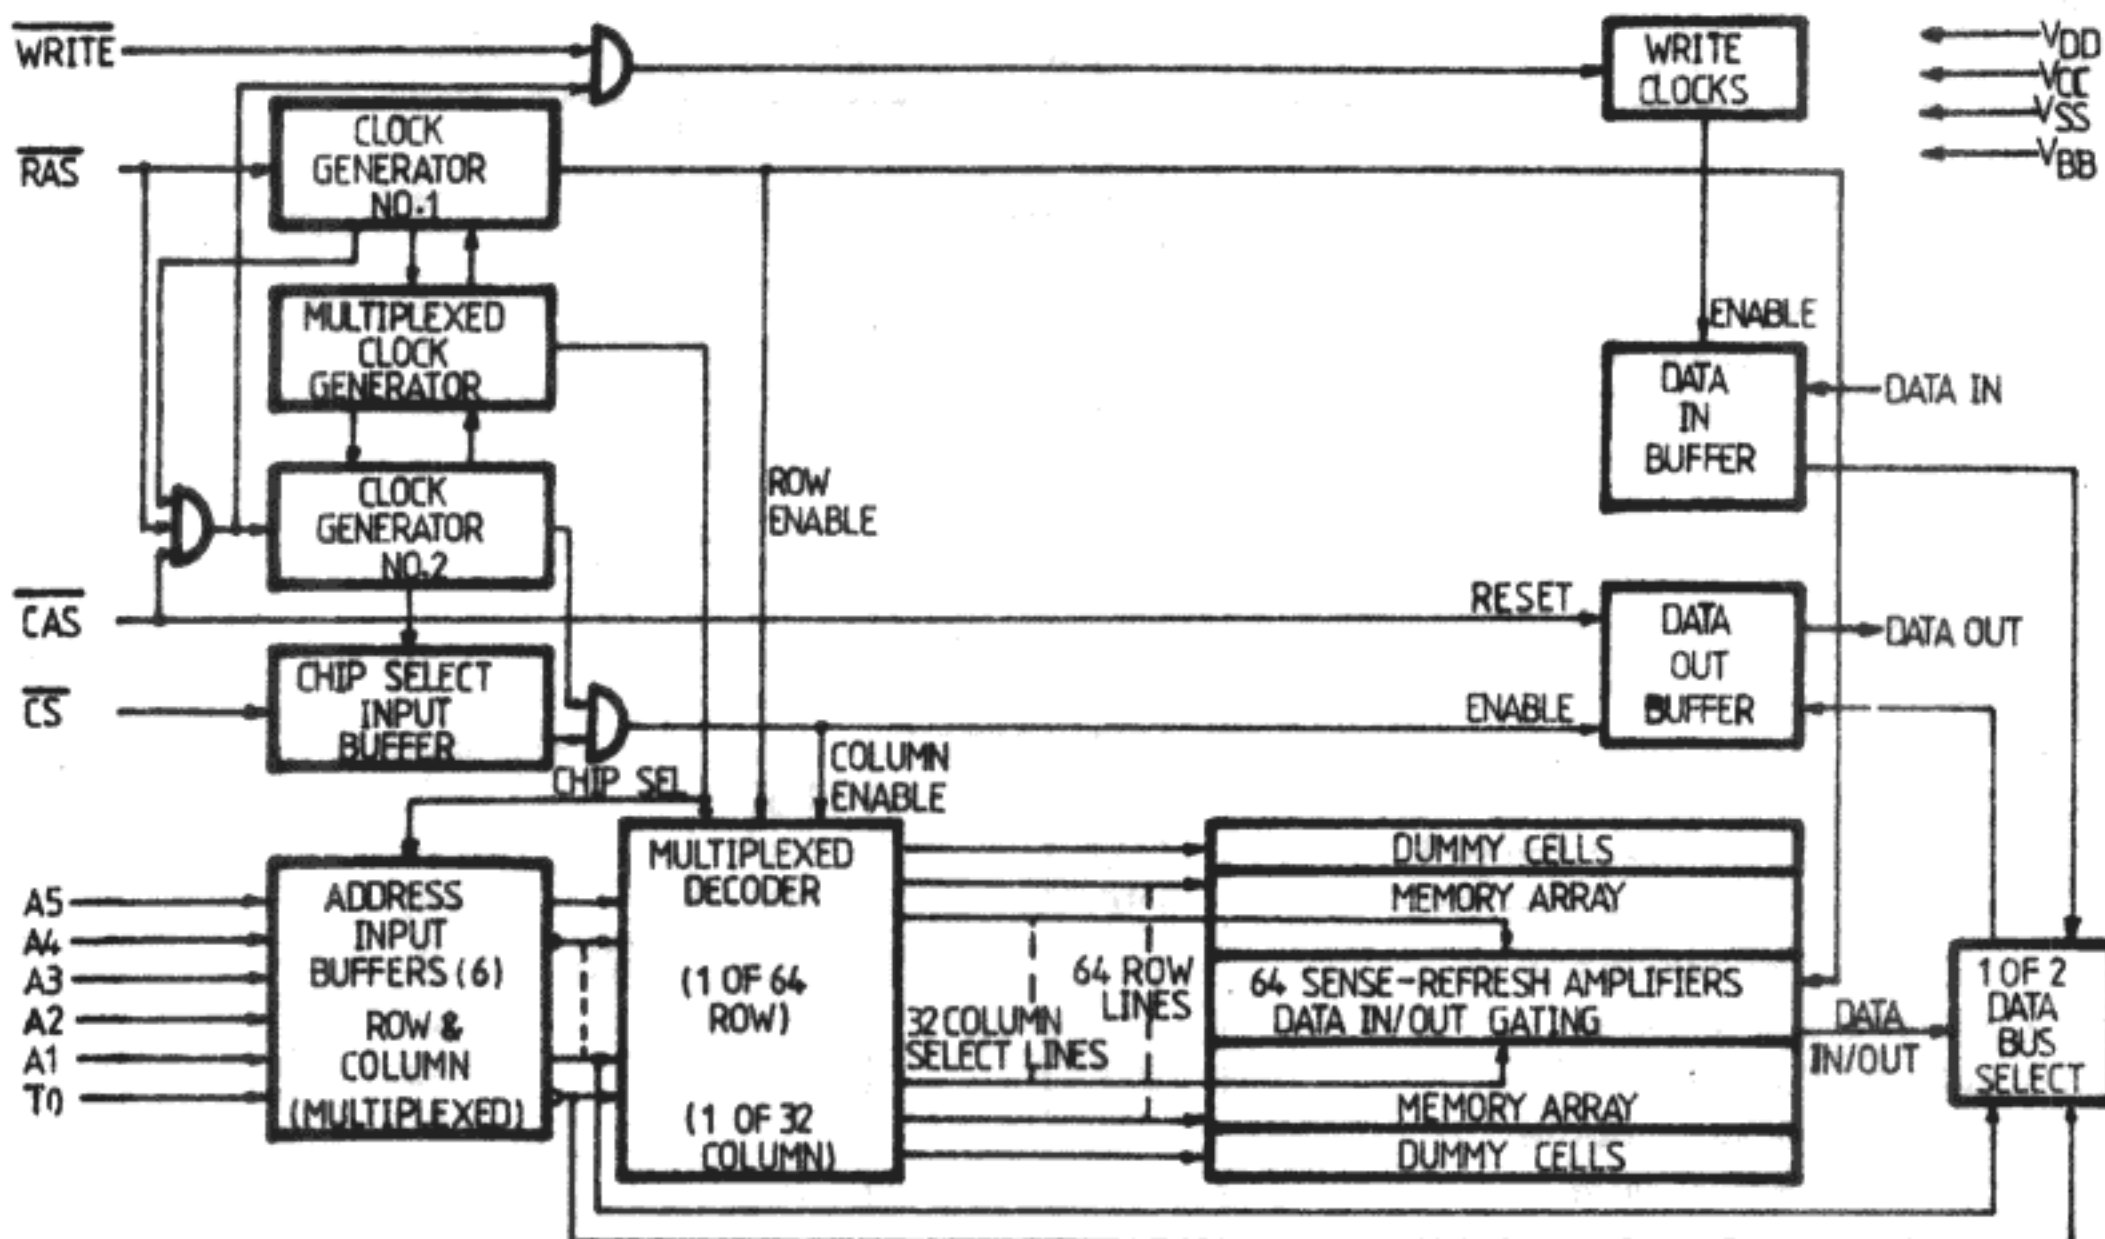 WRITE
WRITE
CLOCKS
VDD
VCC
VSS
VBB
RAS
CLOCK
GENERATOR
NO.1
MULTIPLEXED
CLOCK
GENERATOR
ENABLE
DATA
IN
BUFFER
DATA IN
ROW
ENABLE
CLOCK
GENERATOR
NO.2
CAS
RESET
DATA
OUT
BUFFER
DATA OUT
CS
CHIP SELECT
INPUT
BUFFER
ENABLE
CHIP SEL
COLUMN
ENABLE
A5
A4
A3
A2
A1
T0
ADDRESS
INPUT
BUFFERS (6)
ROW &
COLUMN
(MULTIPLEXED)
MULTIPLEXED
DECODER
(1 OF 64
ROW)
(1 OF 32
COLUMN)
64 ROW
LINES
32 COLUMN
SELECT LINES
DUMMY CELLS
MEMORY ARRAY
64 SENSE-REFRESH AMPLIFIERS
DATA IN/OUT GATING
MEMORY ARRAY
DUMMY CELLS
DATA
IN/OUT
1 OF 2
DATA
BUS
SELECT